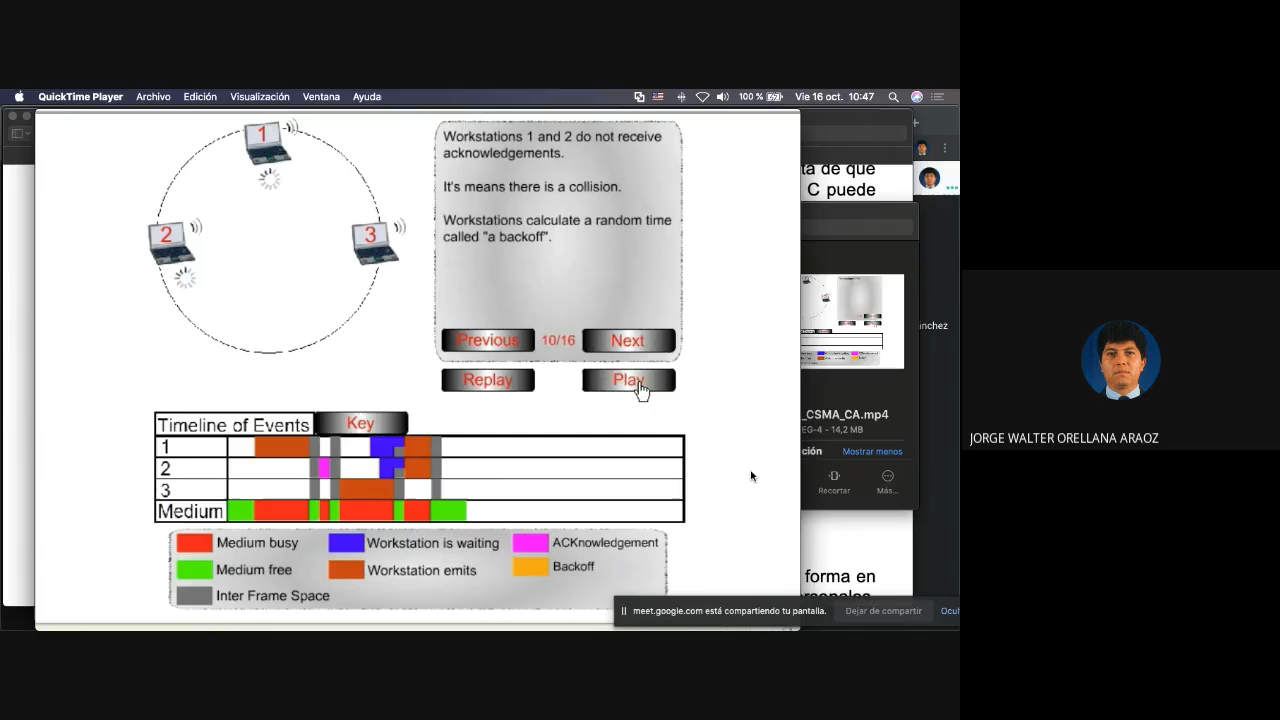 QuickTime Player Archivo Edición Visualización Ventana Ayuda 100 % Vie 16 oct. 10:47
1
2
3
Workstations 1 and 2 do not receive
acknowledgements.
It's means there is a collision.
Workstations calculate a random time
called "a backoff".
Previous 10/16 Next
Replay Play
Timeline of Events Key
1
2
3
Medium
Medium busy Workstation is waiting ACKnowledgement
Medium free Workstation emits Backoff
Inter Frame Space
de que
C puede
_CSMA_CA.mp4
EG-4 - 14,2 MB
ción Mostrar menos
Recortar Más...
forma en
meet.google.com está compartiendo tu pantalla. Dejar de compartir Ocul
nchez
JORGE WALTER ORELLANA ARAOZ